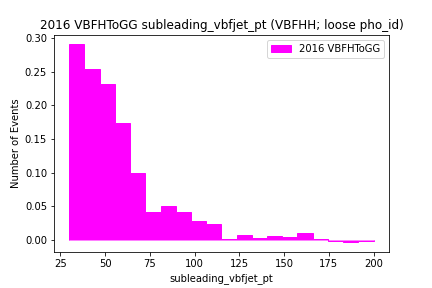 2016 VBFHToGG subleading_vbfjet_pt (VBFHH; loose pho_id)
2016 VBFHToGG
Number of Events
0.30
0.25
0.20
0.15
0.10
0.05
0.00
25 50 75 100 125 150 175 200
subleading_vbfjet_pt